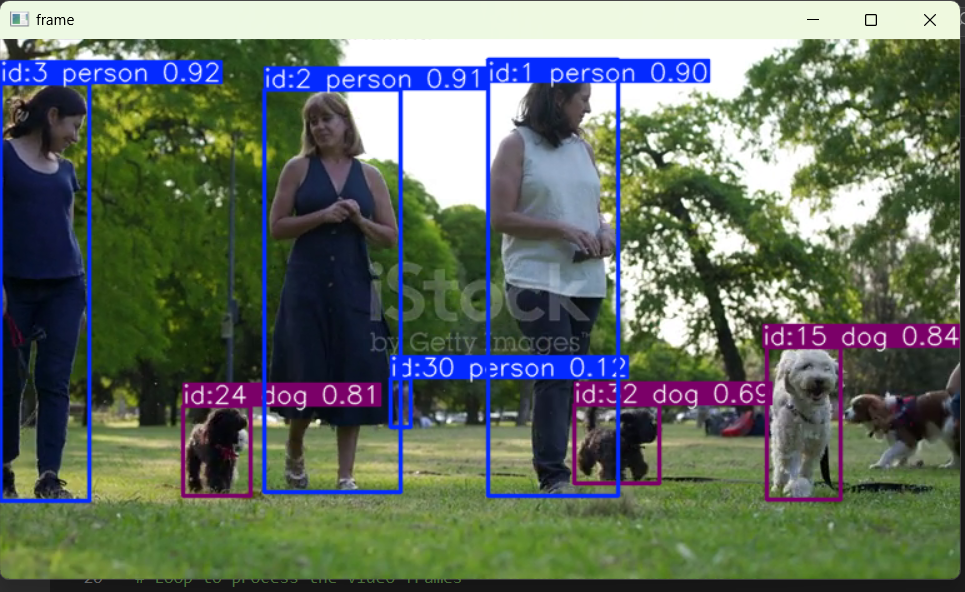 frame
id:3 person 0.92
id:2 person 0.91
id:1 person 0.90
iStock
by Getty Images™
id:15 dog 0.84
id:30 person 0.12
id:24 dog 0.81
id:32 dog 0.69
# Loop to process the video frames